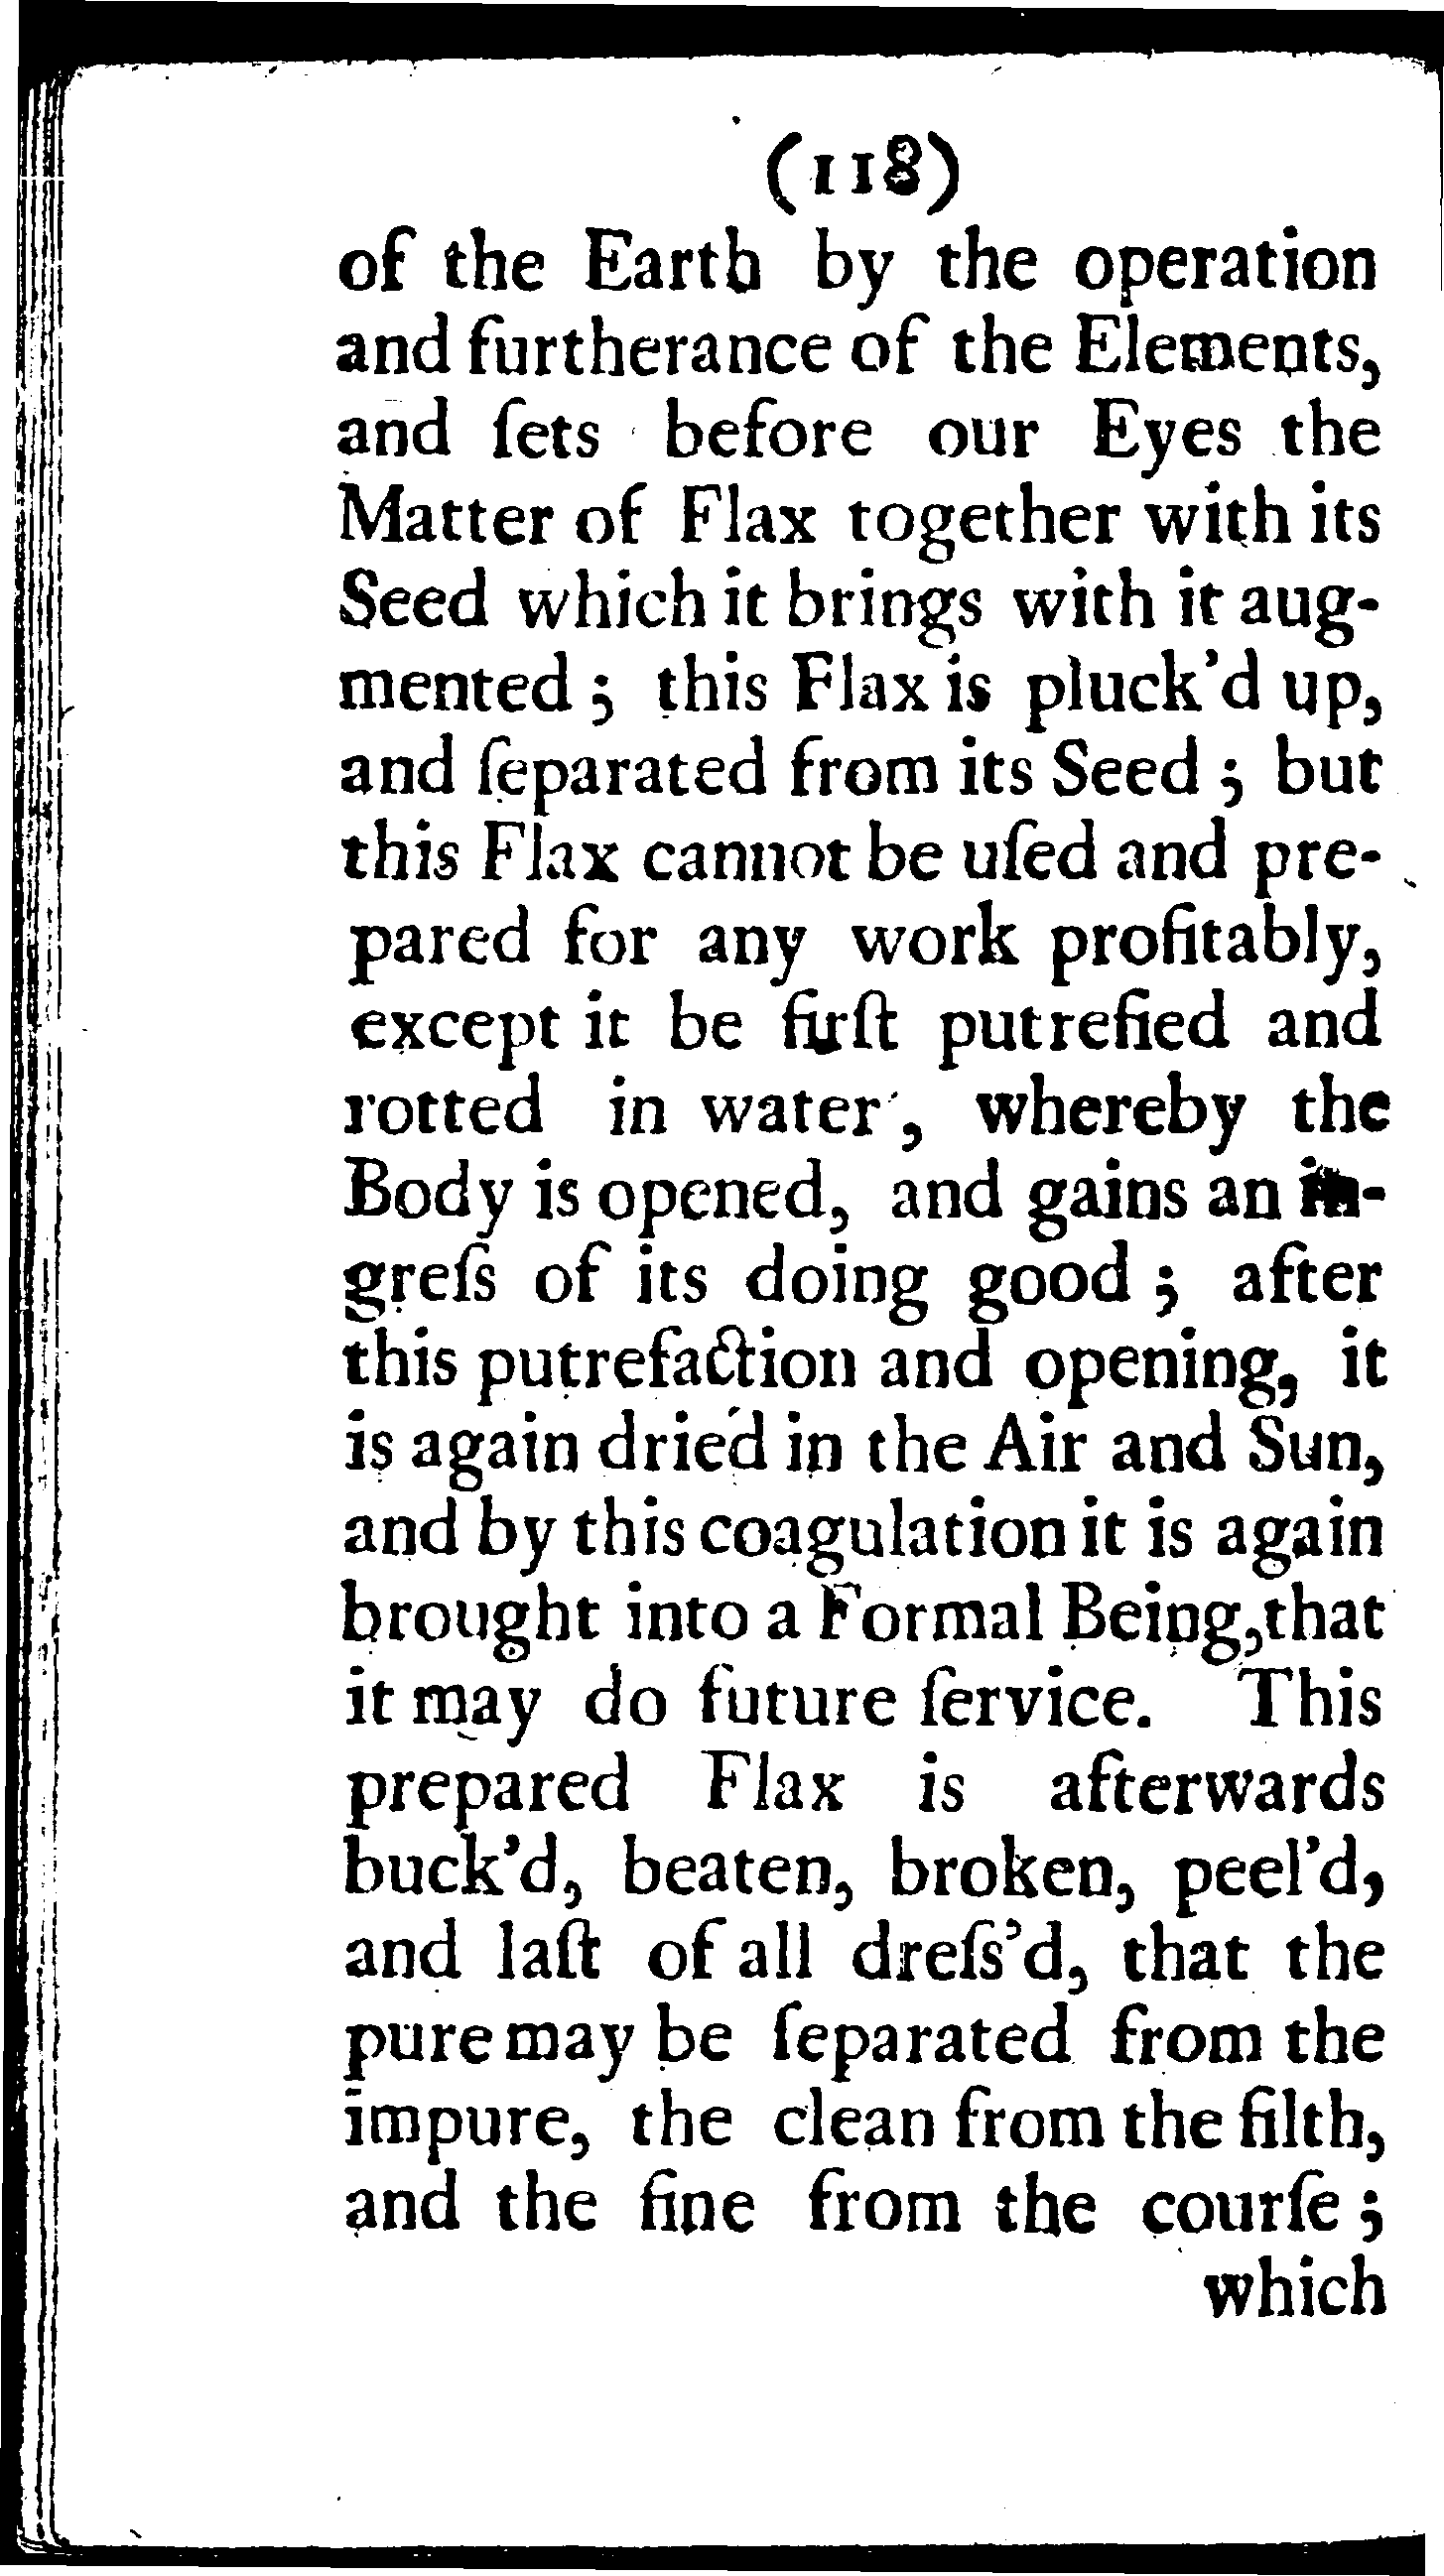 (118)
of the Earth by the operation
and furtherance of the Elements,
and ſets before our Eyes the
Matter of Flax together with its
Seed which it brings with it aug-
mented ; this Flax is pluck’d up,
and ſeparated from its Seed ; but
this Flax cannot be uſed and pre-
pared for any work profitably,
except it be firſt putrefied and
rotted in water , whereby the
Body is opened, and gains an in-
greſs of its doing good ; after
this putrefaction and opening, it
is again dried in the Air and Sun,
and by this coagulation it is again
brought into a Formal Being,that
it may do future ſervice. This
prepared Flax is afterwards
buck’d, beaten, broken, peel’d,
and laſt of all dreſs’d, that the
pure may be ſeparated from the
impure, the clean from the filth,
and the fine from the courſe ;
which